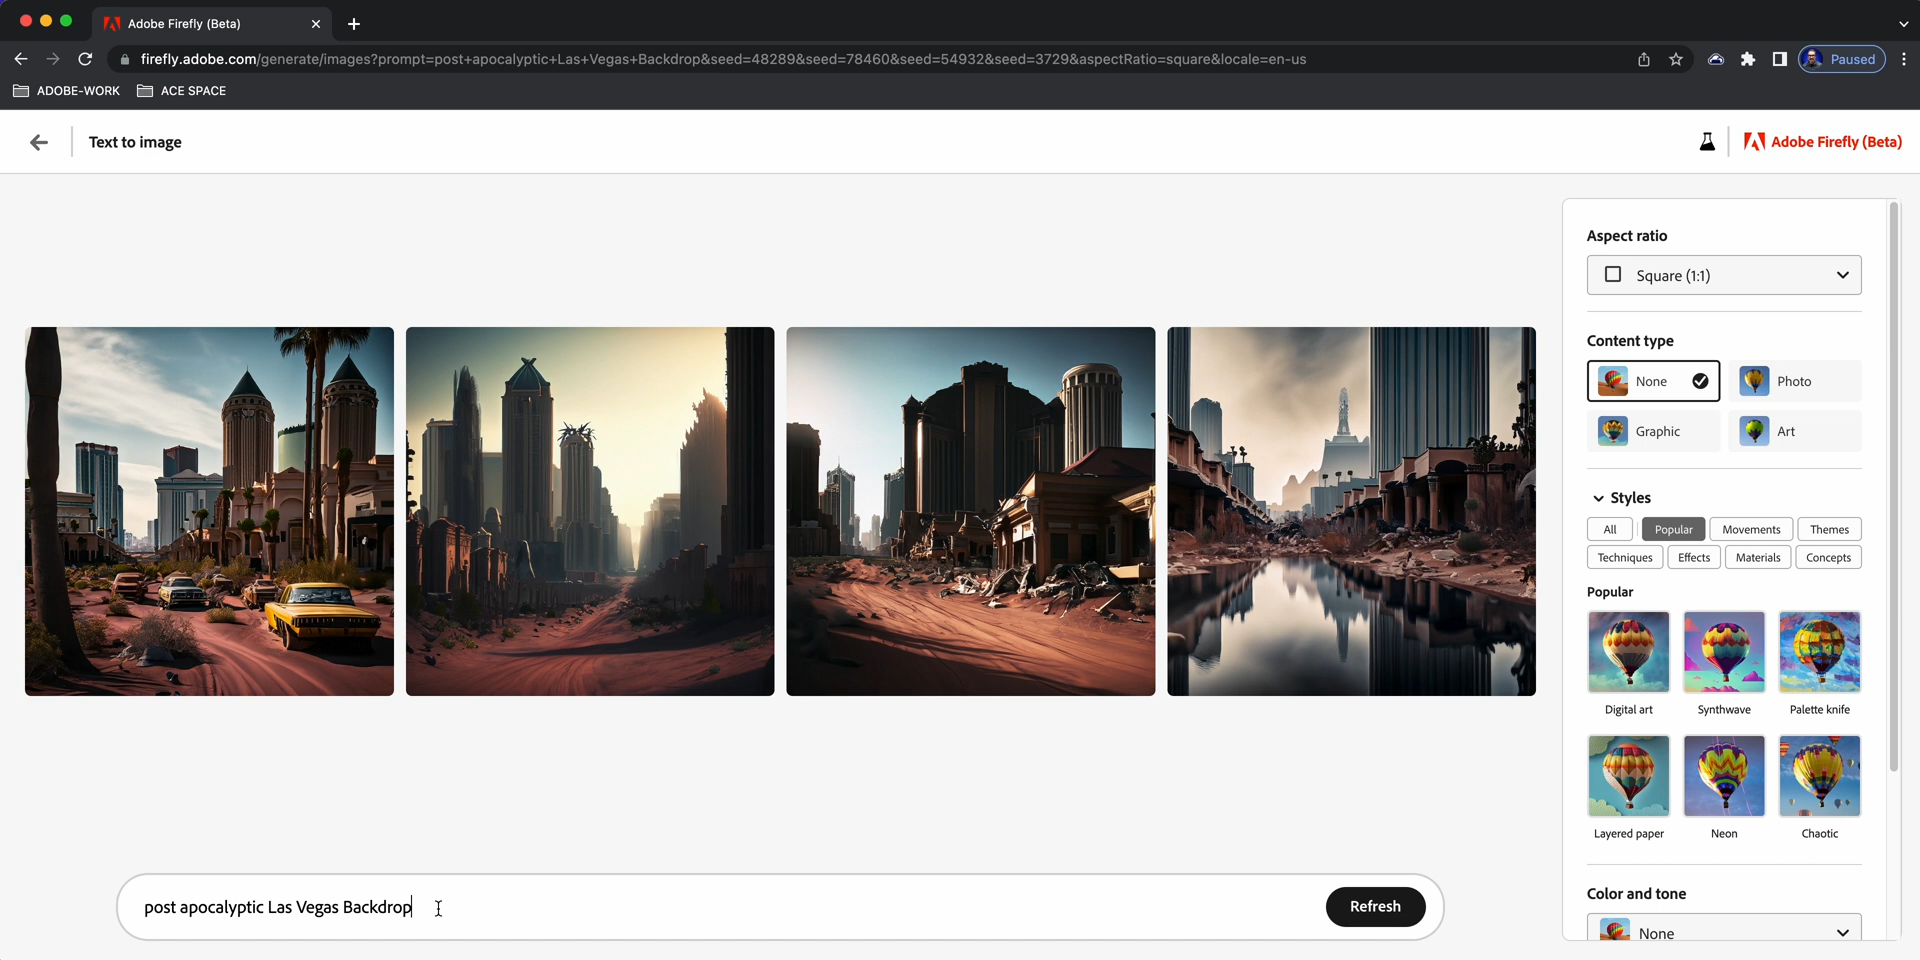 Adobe Firefly (Beta)
firefly.adobe.com/generate/images?prompt=post+apocalyptic+Las+Vegas+Backdrop&seed=48289&seed=78460&seed=54932&seed=3729&aspectRatio=square&locale=en-us
Paused
ADOBE-WORK ACE SPACE
Text to image
Adobe Firefly (Beta)
Aspect ratio
Square (1:1)
Content type
None Photo
Graphic Art
Styles
All Popular Movements Themes
Techniques Effects Materials Concepts
Popular
Digital art Synthwave Palette knife
Layered paper Neon Chaotic
Color and tone
None
post apocalyptic Las Vegas Backdrop
Refresh